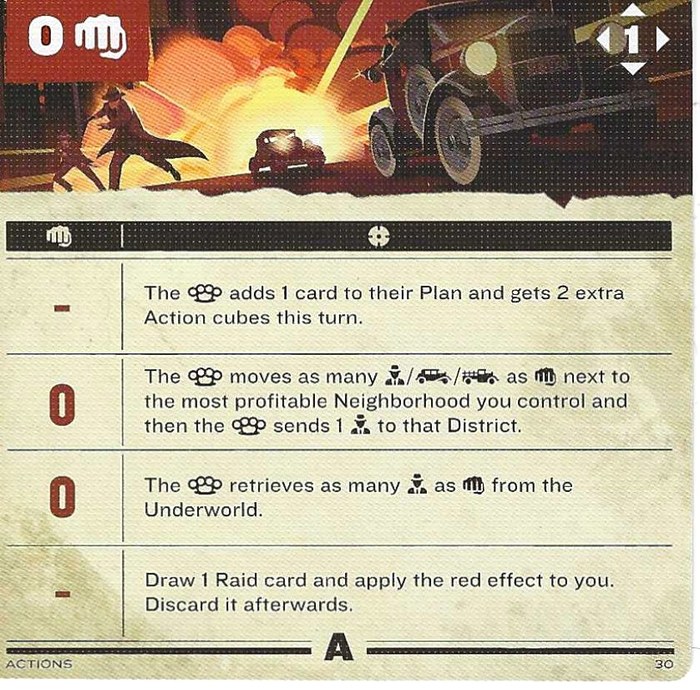 0
1
-
The adds 1 card to their Plan and gets 2 extra
Action cubes this turn.
0
The moves as many / / as next to
the most profitable Neighborhood you control and
then the sends 1 to that District.
0
The retrieves as many as from the
Underworld.
-
Draw 1 Raid card and apply the red effect to you.
Discard it afterwards.
A
ACTIONS
30